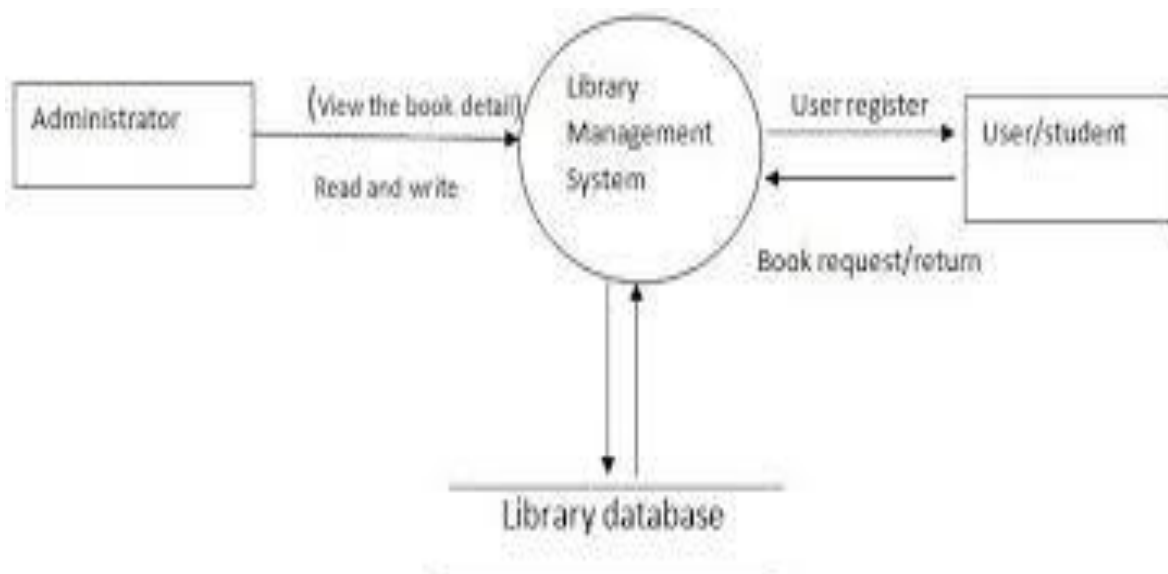 Administrator
(View the book detail)
Read and write
Library
Management
System
User register
User/student
Book request/return
Library database